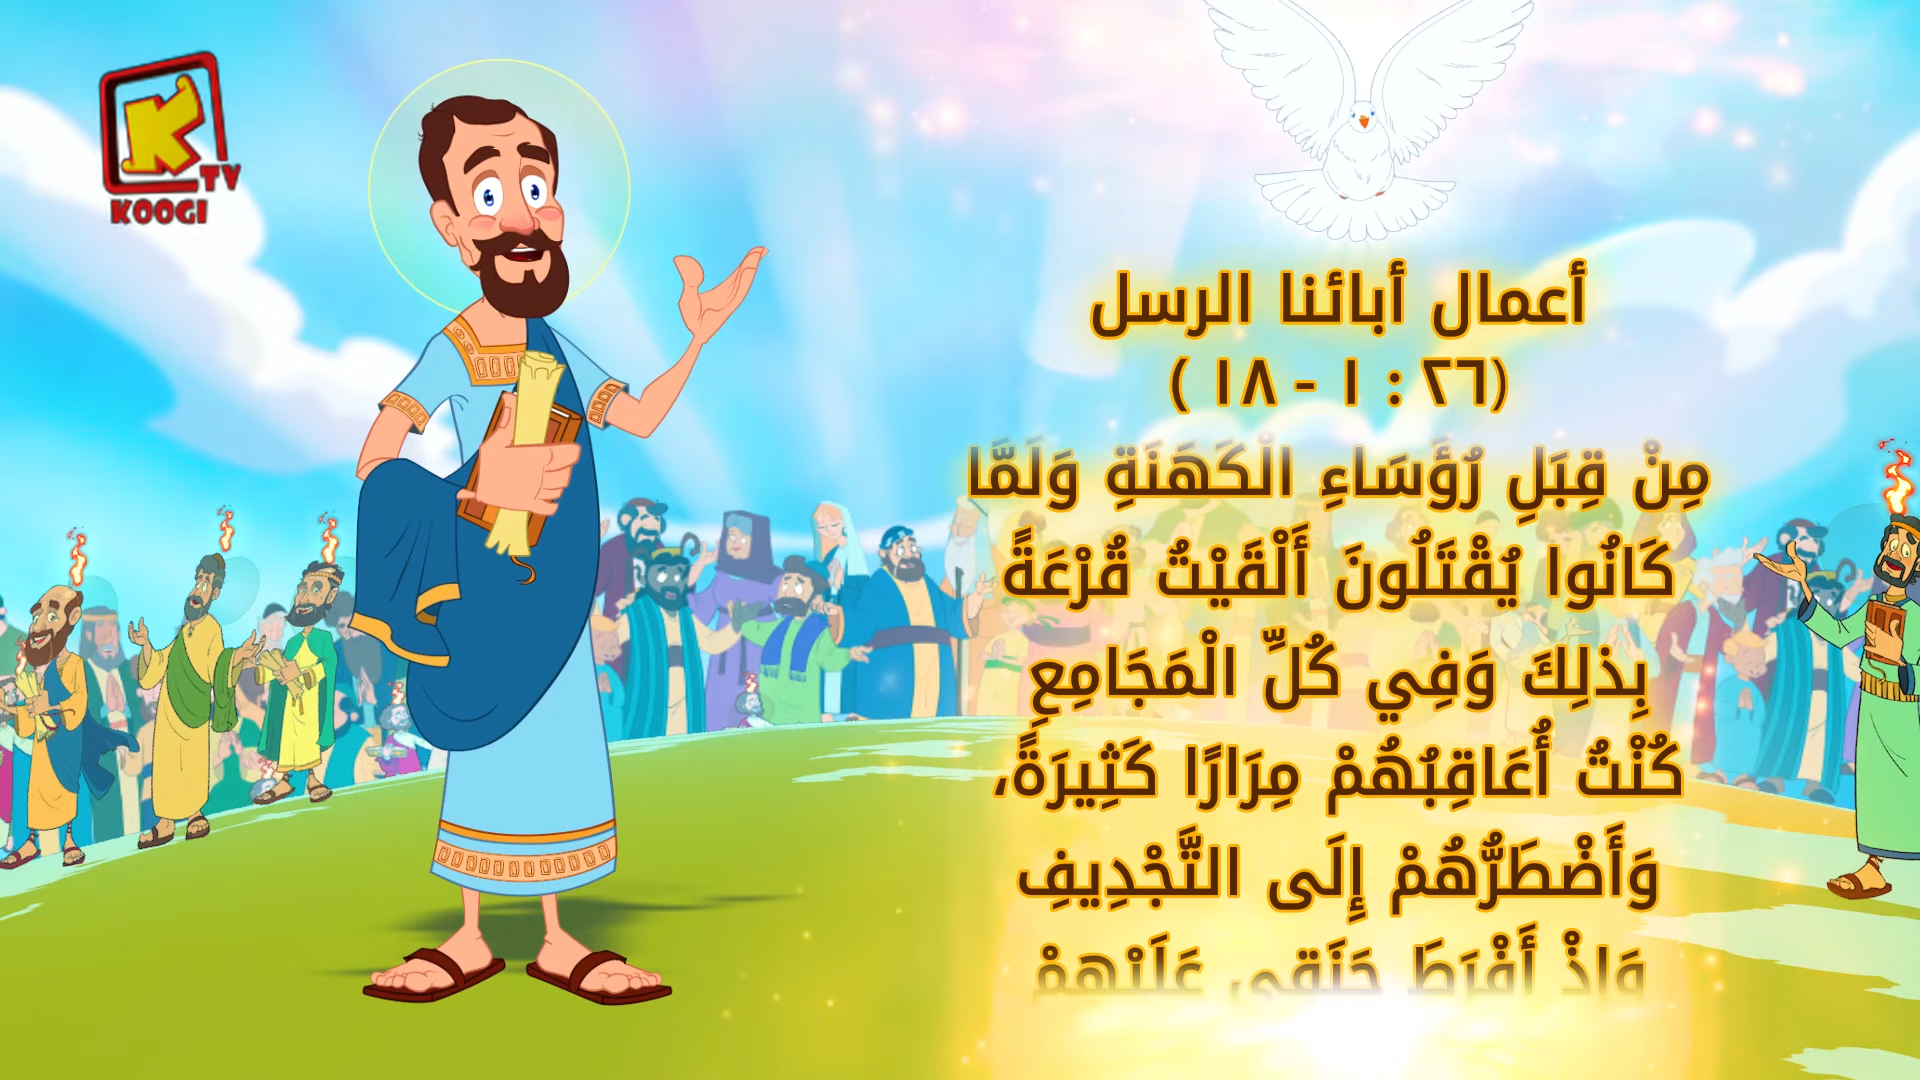 K
TV
KOOGI
أعمال أبائنا الرسل
(٢٦ : ١ - ١٨ )
مِنْ قِبَلِ رُؤَسَاءِ الْكَهَنَةِ وَلَمَّا
كَانُوا يُقْتَلُونَ أَلْقَيْتُ قُرْعَةً
بِذلِكَ وَفِي كُلِّ الْمَجَامِعِ
كُنْتُ أُعَاقِبُهُمْ مِرَارًا كَثِيرَةً،
وَأَضْطَرُّهُمْ إِلَى التَّجْدِيفِ
وَإِذْ أَفْرَطَ حَنَقِي عَلَيْهِمْ